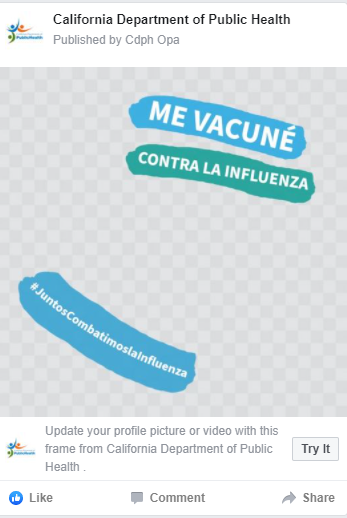 California Department of Public Health
Published by Cdph Opa
ME VACUNÉ
CONTRA LA INFLUENZA
#JuntosCombatimoslaInfluenza
Update your profile picture or video with this
frame from California Department of Public
Health .
Try It
Like
Comment
Share